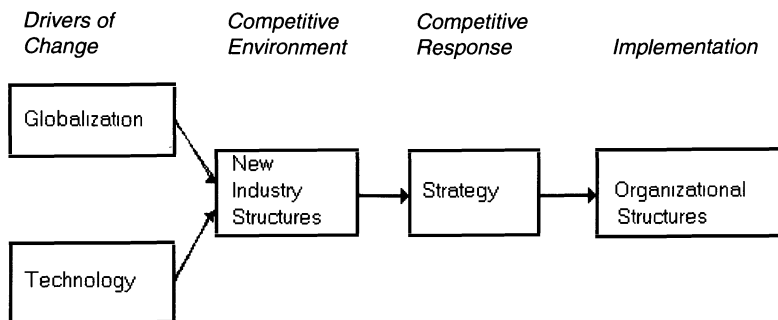 Drivers of
Change
Competitive
Environment
Competitive
Response
Implementation
Globalization
Technology
New
Industry
Structures
Strategy
Organizational
Structures